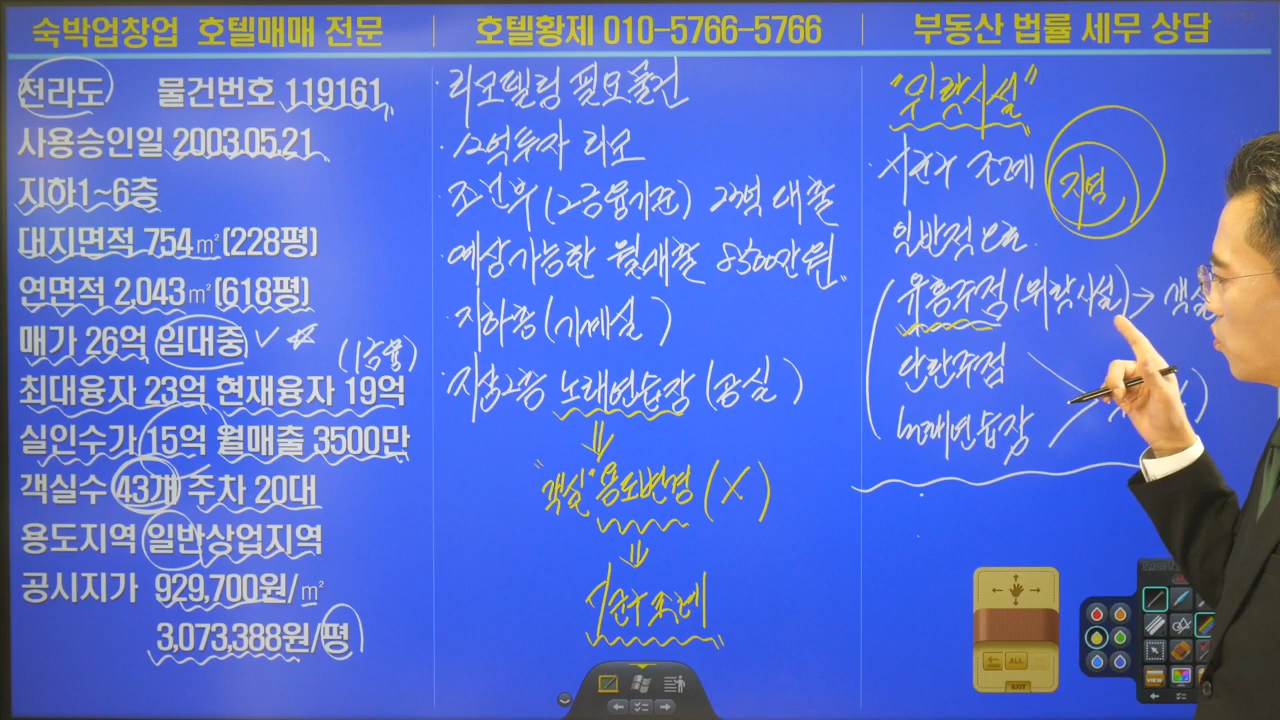 숙박업창업 호텔매매 전문
호텔황제 010-5766-5766
부동산 법률 세무 상담
전라도 물건번호 119161
사용승인일 2003.05.21
지하1~6층
대지면적 754㎡(228평)
연면적 2,043㎡(618평)
매가 26억 임대중
(1금융)
최대융자 23억 현재융자 19억
실인수가 15억 월매출 3500만
객실수 43개 주차 20대
용도지역 일반상업지역
공시지가 929,700원/㎡
3,073,388원/평
· 리모델링 필요물건
· 12억투자 리모
· 조건부(2금융기준) 23억 대출
· 예상가능한 월매출 8500만원
· 지하층(기계실)
· 지상2층 노래연습장 (공실)
"객실" 용도변경 (X)
시군구 조례
"위락시설"
· 시군구 조례
지역
일반적으로
유흥주점(위락시설)→ 객실
단란주점
노래연습장
VIEW
ALL
EXIT